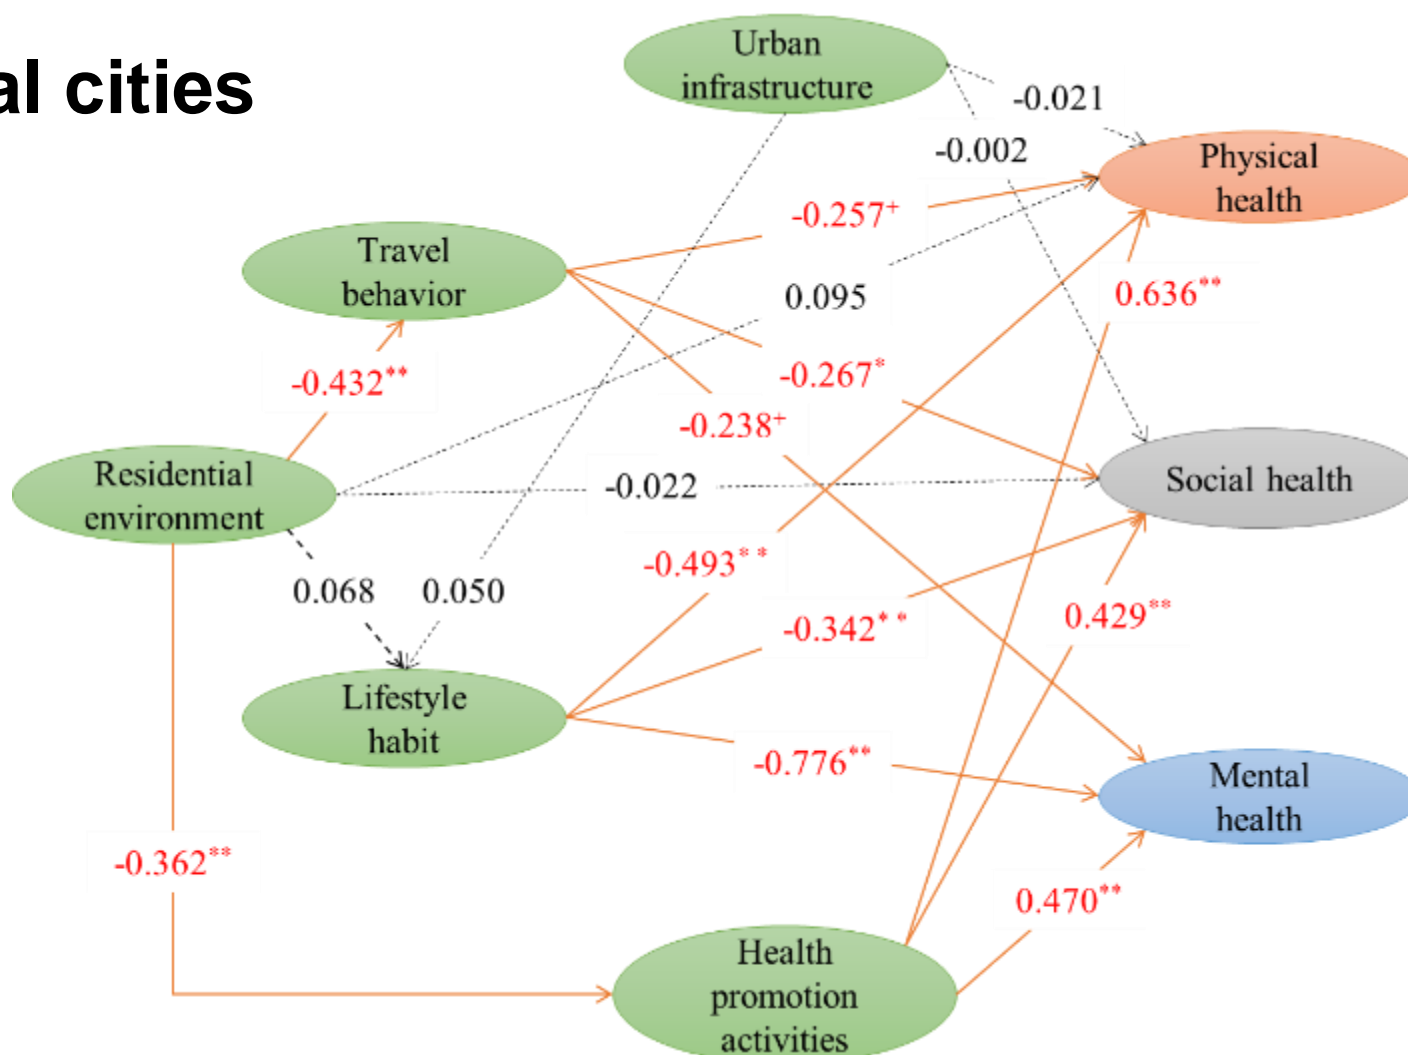 al cities
Urban
infrastructure
-0.021
-0.002
Physical
health
-0.257+
Travel
behavior
0.095
0.636**
-0.432**
-0.267*
-0.238+
Residential
environment
-0.022
Social health
-0.493**
0.068
0.050
-0.342**
0.429**
Lifestyle
habit
-0.776**
Mental
health
-0.362**
0.470**
Health
promotion
activities